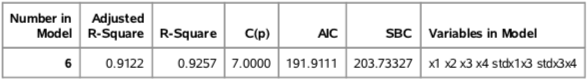 Number in Model Adjusted R-Square R-Square C(p) AIC SBC Variables in Model
6 0.9122 0.9257 7.0000 191.9111 203.73327 x1 x2 x3 x4 stdx1x3 stdx3x4